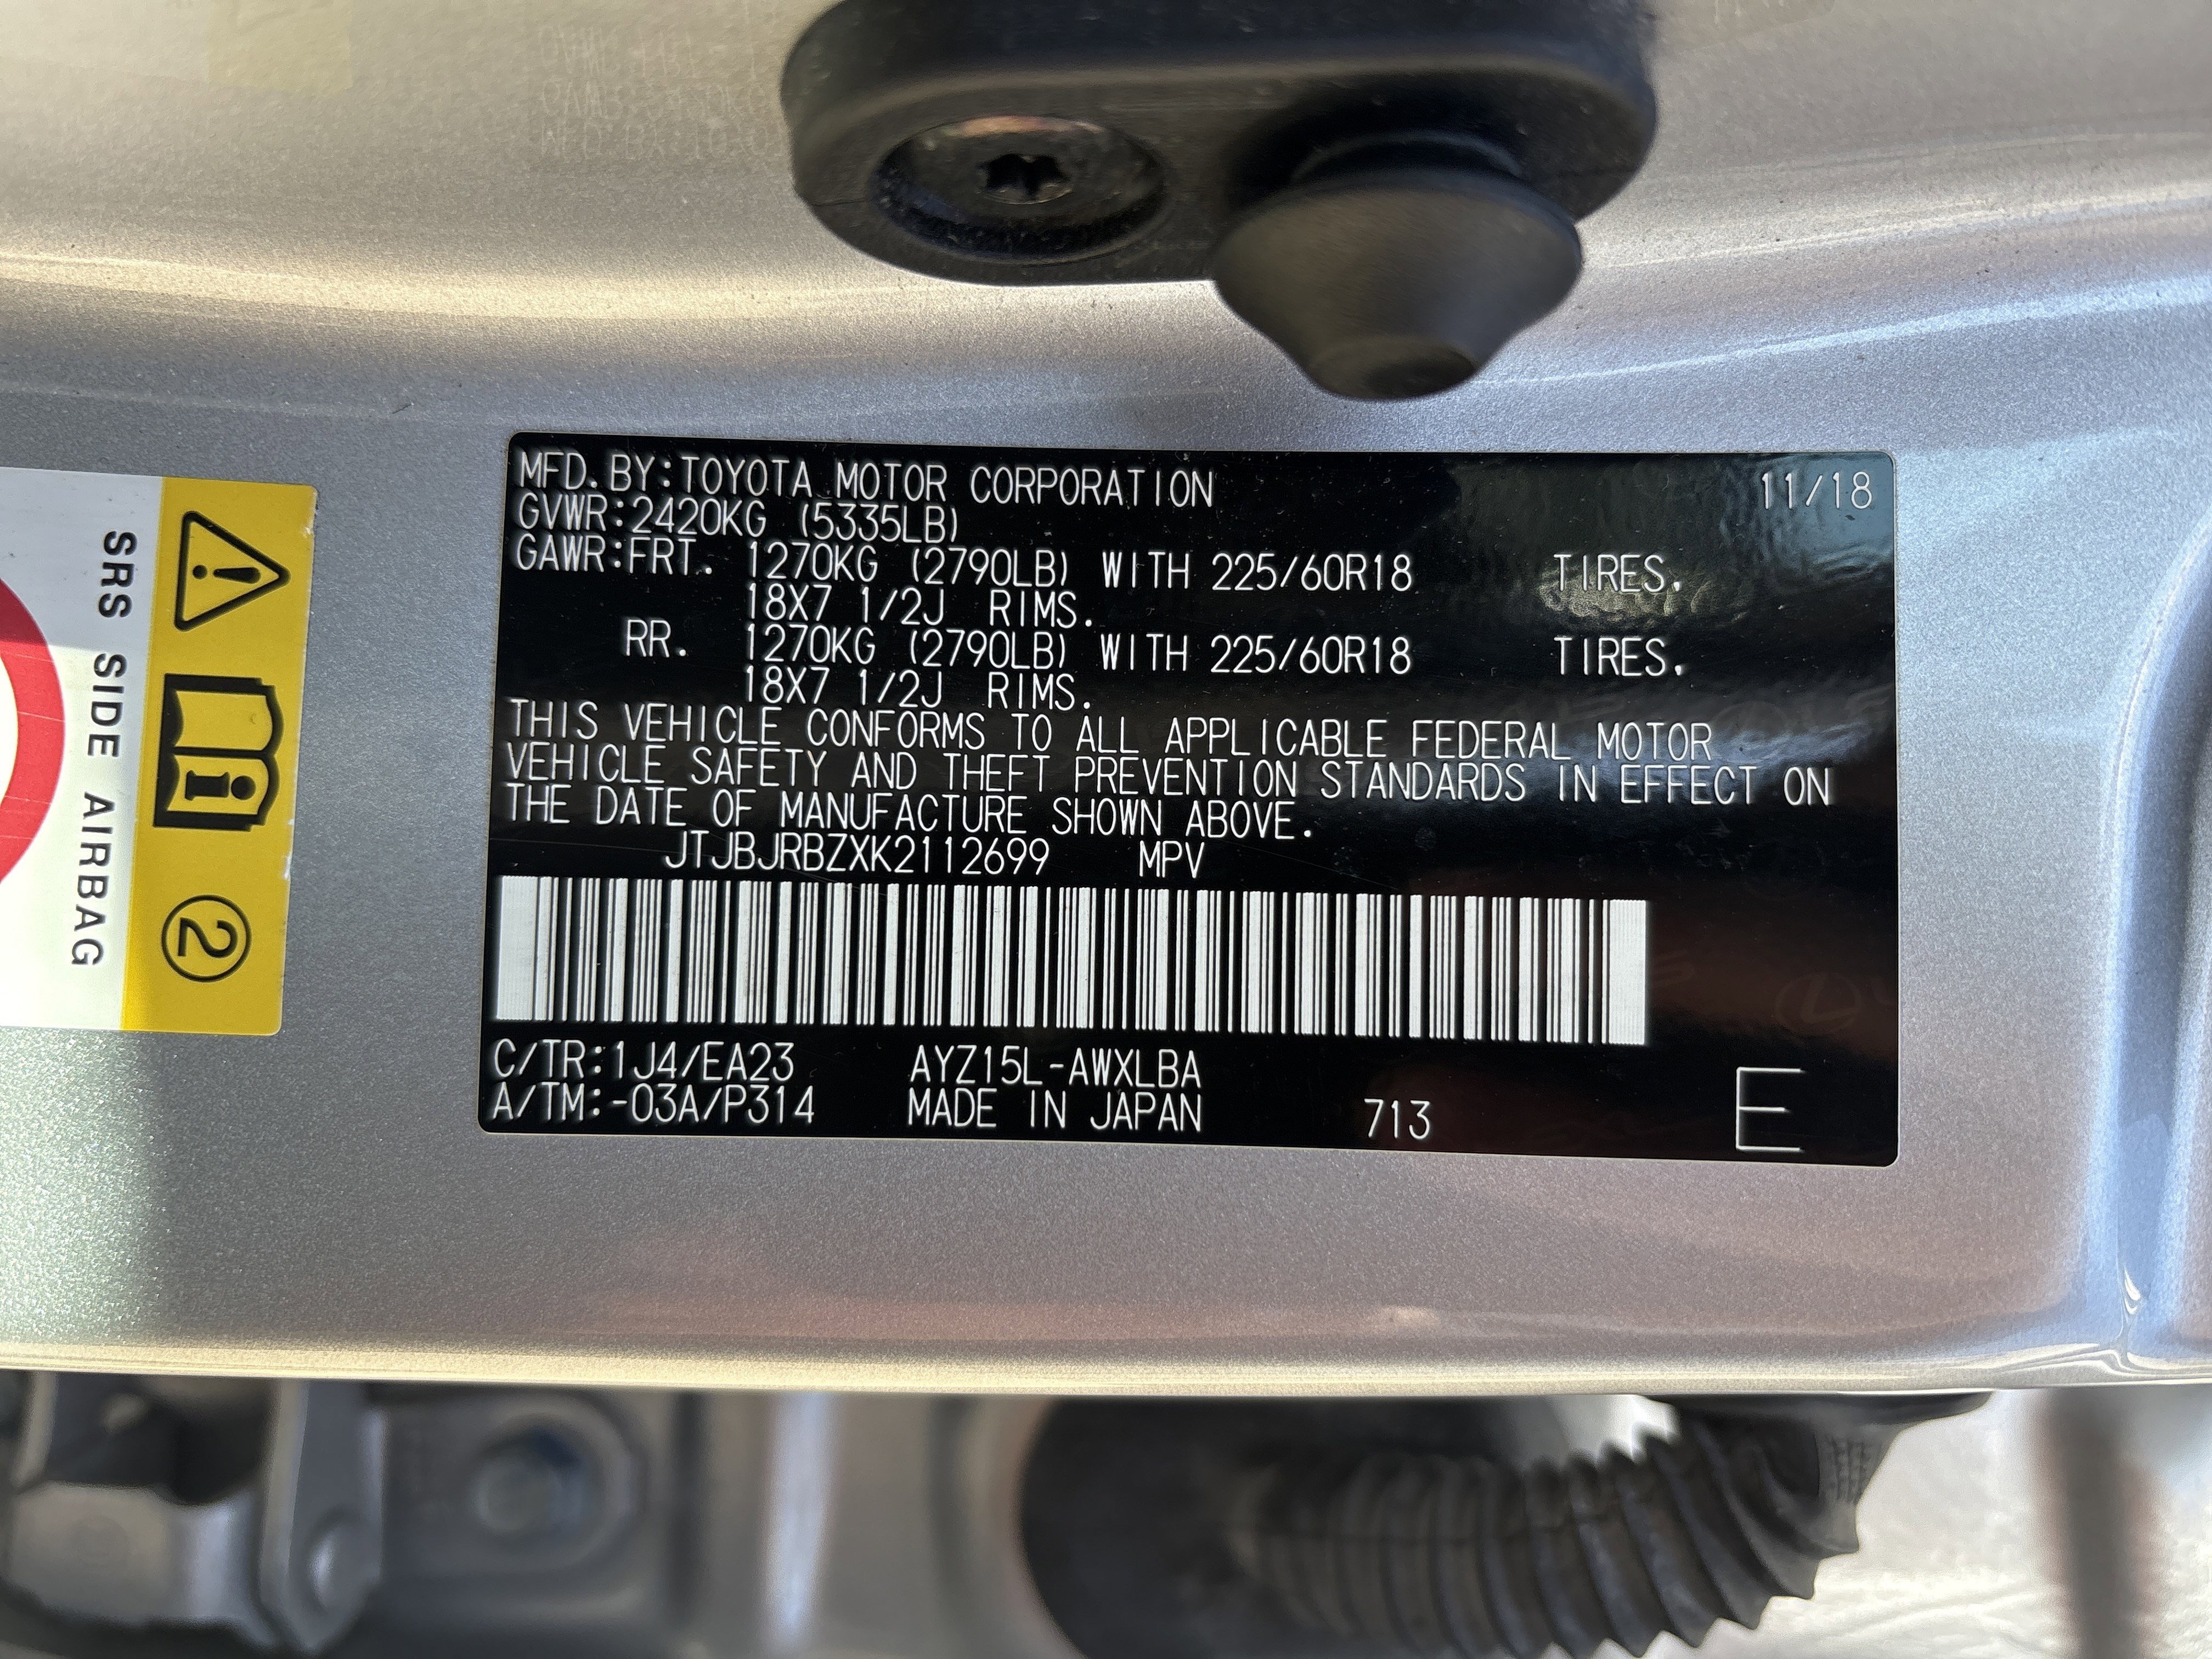 MFD.BY:TOYOTA MOTOR CORPORATION 11/18
GVWR:2420KG (5335LB)
GAWR:FRT. 1270KG (2790LB) WITH 225/60R18 TIRES.
18X7 1/2J RIMS.
RR. 1270KG (2790LB) WITH 225/60R18 TIRES.
18X7 1/2J RIMS.
THIS VEHICLE CONFORMS TO ALL APPLICABLE FEDERAL MOTOR
VEHICLE SAFETY AND THEFT PREVENTION STANDARDS IN EFFECT ON
THE DATE OF MANUFACTURE SHOWN ABOVE.
JTJBJRBZXK2112699 MPV
C/TR:1J4/EA23 AYZ15L-AWXLBA
A/TM:-03A/P314 MADE IN JAPAN 713 E
SRS SIDE AIRBAG
2